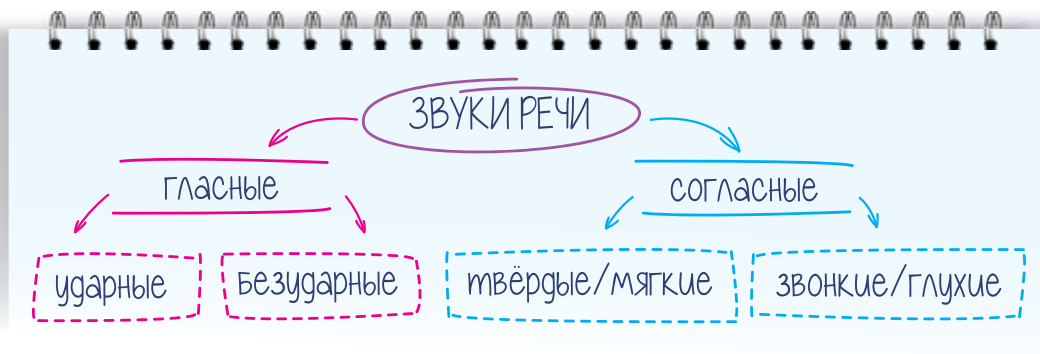 ЗВУКИ РЕЧИ
гласные согласные
ударные безударные твёрдые/мягкие звонкие/глухие